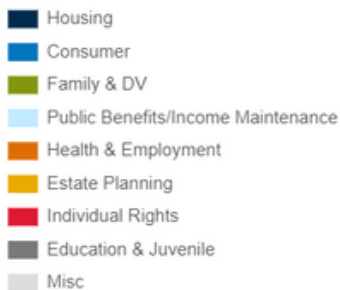 Housing
Consumer
Family & DV
Public Benefits/Income Maintenance
Health & Employment
Estate Planning
Individual Rights
Education & Juvenile
Misc